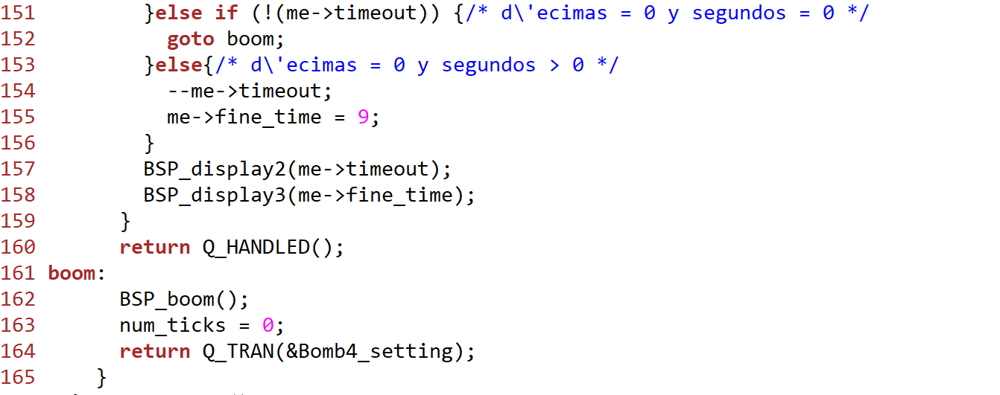 151         }else if (!(me->timeout)) {/* d\'ecimas = 0 y segundos = 0 */
152           goto boom;
153         }else{/* d\'ecimas = 0 y segundos > 0 */
154           --me->timeout;
155           me->fine_time = 9;
156         }
157         BSP_display2(me->timeout);
158         BSP_display3(me->fine_time);
159       }
160       return Q_HANDLED();
161 boom:
162       BSP_boom();
163       num_ticks = 0;
164       return Q_TRAN(&Bomb4_setting);
165     }